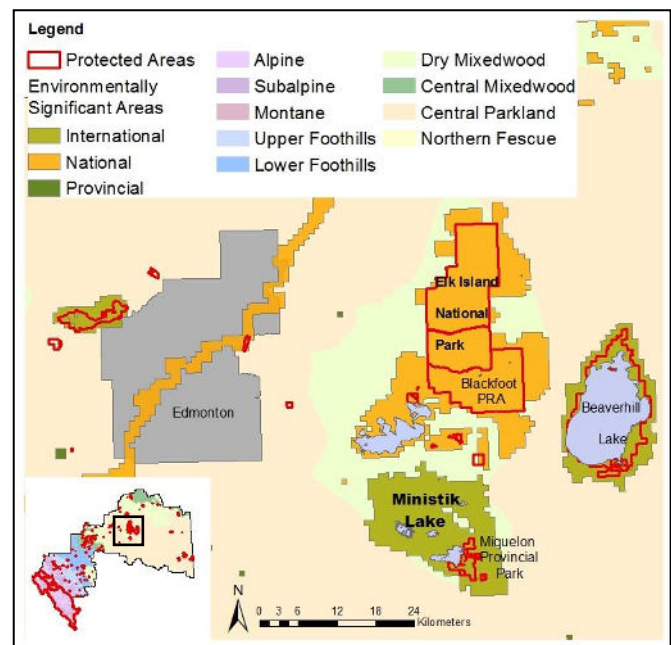 Legend
Protected Areas
Environmentally
Significant Areas
International
National
Provincial
Alpine
Subalpine
Montane
Upper Foothills
Lower Foothills
Dry Mixedwood
Central Mixedwood
Central Parkland
Northern Fescue
Elk Island
National
Park
Blackfoot
PRA
Edmonton
Beaverhill
Lake
Ministik
Lake
Miquelon
Provincial
Park
N
0 3 6 12 18 24
Kilometers